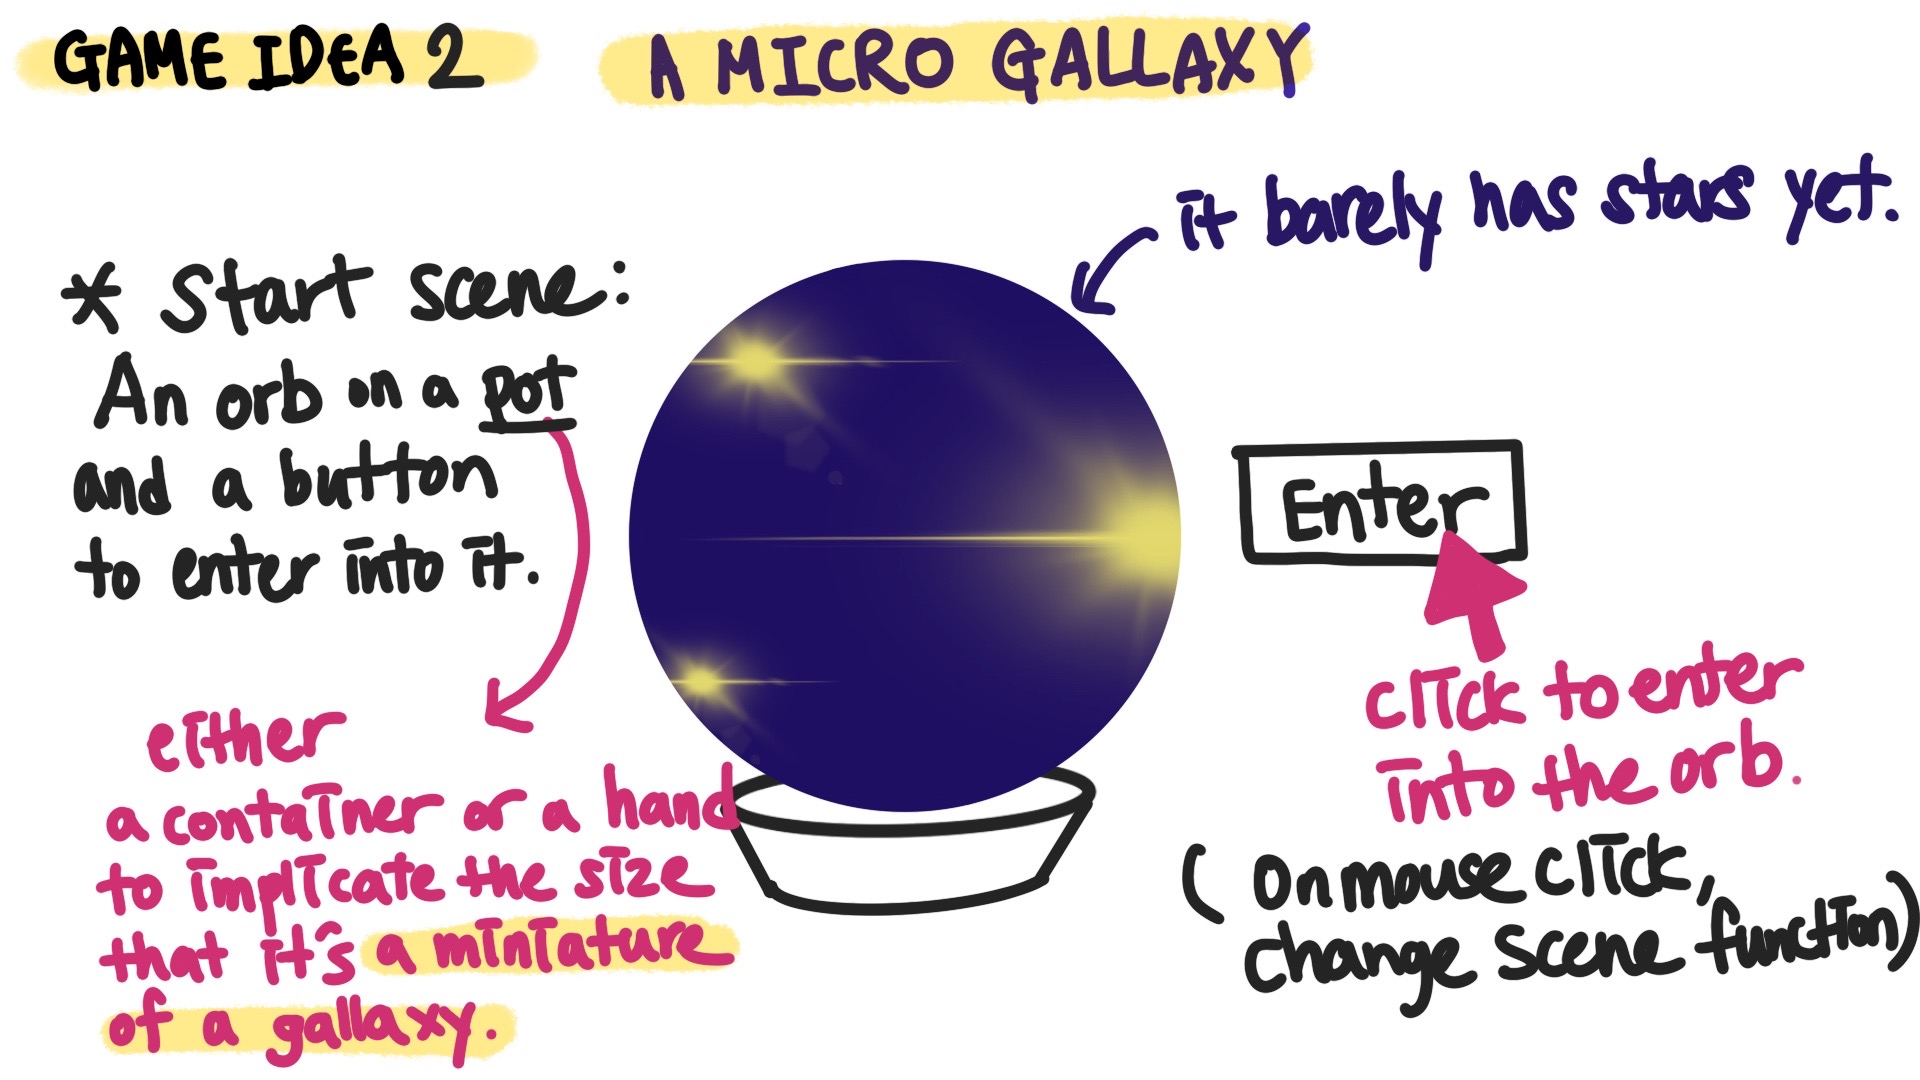 GAME IDEA 2
A MICRO GALLAXY
it barely has stars yet.
* Start scene:
An orb on a pot
and a button
to enter into it.
Enter
either
a container or a hand
to implicate the size
that it's a miniature
of a gallaxy.
click to enter
into the orb.
(On mouse click,
change scene function)